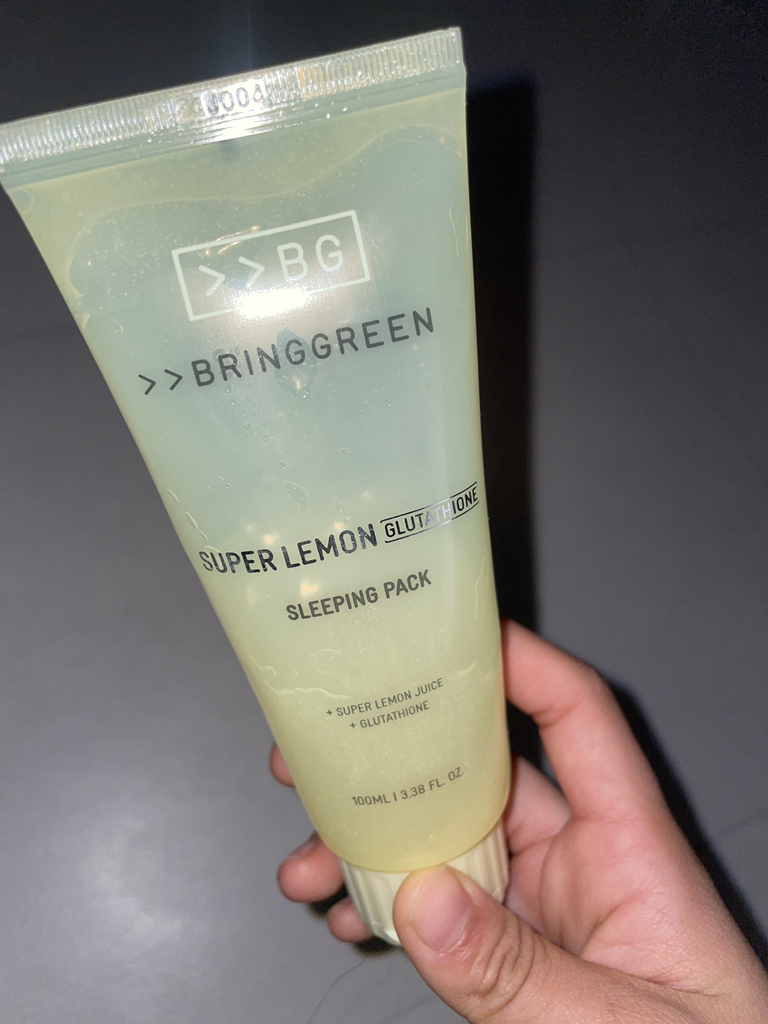 >>BG
>>BRINGGREEN
SUPER LEMON GLUTATHIONE
SLEEPING PACK
+ SUPER LEMON JUICE
+ GLUTATHIONE
100ML | 3.38 FL. OZ.